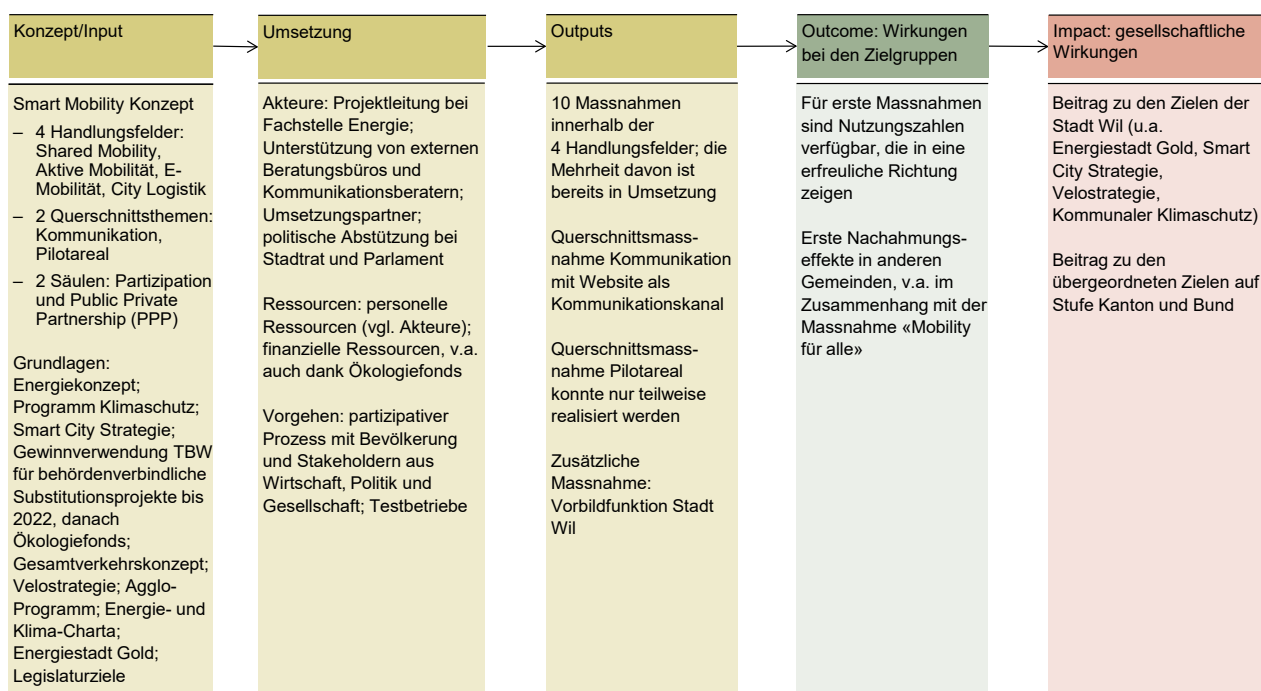 Konzept/Input
Smart Mobility Konzept
– 4 Handlungsfelder:
Shared Mobility,
Aktive Mobilität, E-
Mobilität, City Logistik
– 2 Querschnittsthemen:
Kommunikation,
Pilotareal
– 2 Säulen: Partizipation
und Public Private
Partnership (PPP)
Grundlagen:
Energiekonzept;
Programm Klimaschutz;
Smart City Strategie;
Gewinnverwendung TBW
für behördenverbindliche
Substitutionsprojekte bis
2022, danach
Ökologiefonds;
Gesamtverkehrskonzept;
Velostrategie; Agglo-
Programm; Energie- und
Klima-Charta;
Energiestadt Gold;
Legislaturziele
Umsetzung
Akteure: Projektleitung bei
Fachstelle Energie;
Unterstützung von externen
Beratungsbüros und
Kommunikationsberatern;
Umsetzungspartner;
politische Abstützung bei
Stadtrat und Parlament
Ressourcen: personelle
Ressourcen (vgl. Akteure);
finanzielle Ressourcen, v.a.
auch dank Ökologiefonds
Vorgehen: partizipativer
Prozess mit Bevölkerung
und Stakeholdern aus
Wirtschaft, Politik und
Gesellschaft; Testbetriebe
Outputs
10 Massnahmen
innerhalb der
4 Handlungsfelder; die
Mehrheit davon ist
bereits in Umsetzung
Querschnittsmass-
nahme Kommunikation
mit Website als
Kommunikationskanal
Querschnittsmass-
nahme Pilotareal
konnte nur teilweise
realisiert werden
Zusätzliche
Massnahme:
Vorbildfunktion Stadt
Wil
Outcome: Wirkungen
bei den Zielgruppen
Für erste Massnahmen
sind Nutzungszahlen
verfügbar, die in eine
erfreuliche Richtung
zeigen
Erste Nachahmungs-
effekte in anderen
Gemeinden, v.a. im
Zusammenhang mit der
Massnahme «Mobility
für alle»
Impact: gesellschaftliche
Wirkungen
Beitrag zu den Zielen der
Stadt Wil (u.a.
Energiestadt Gold, Smart
City Strategie,
Velostrategie,
Kommunaler Klimaschutz)
Beitrag zu den
übergeordneten Zielen auf
Stufe Kanton und Bund